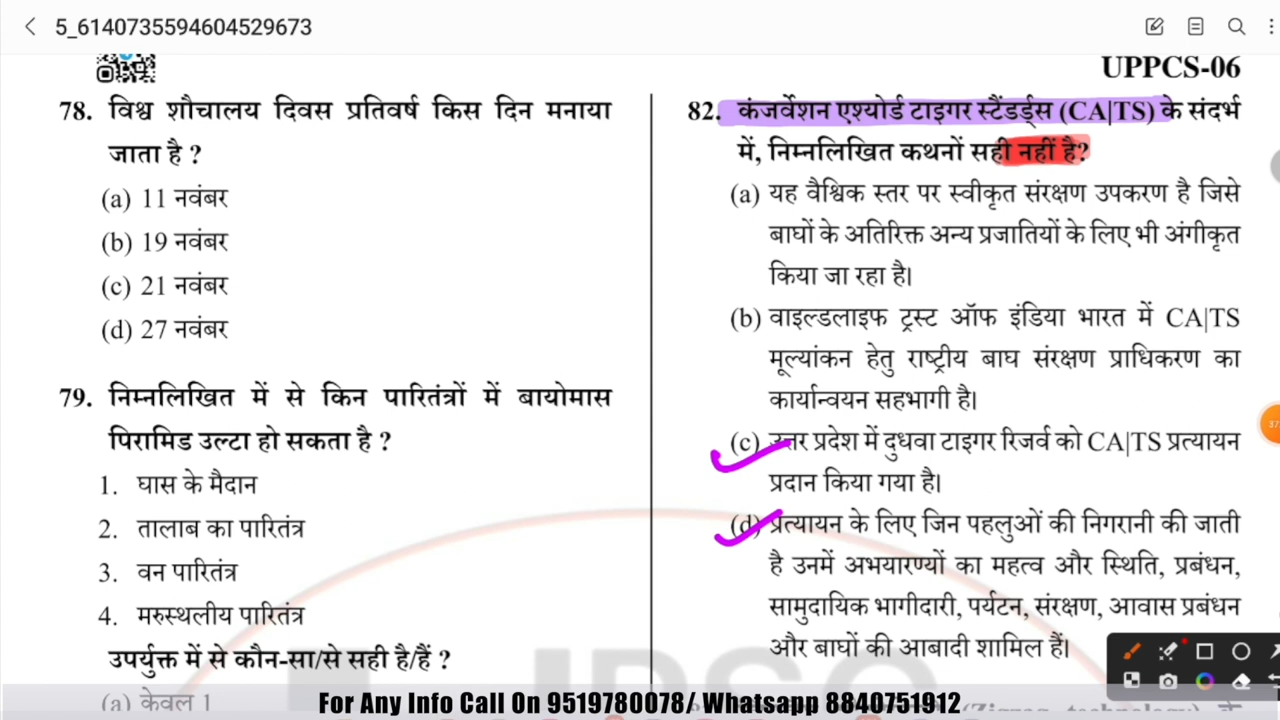 5_6140735594604529673
UPPCS-06
78. विश्व शौचालय दिवस प्रतिवर्ष किस दिन मनाया
जाता है ?
(a) 11 नवंबर
(b) 19 नवंबर
(c) 21 नवंबर
(d) 27 नवंबर
79. निम्नलिखित में से किन पारितंत्रों में बायोमास
पिरामिड उल्टा हो सकता है ?
1. घास के मैदान
2. तालाब का पारितंत्र
3. वन पारितंत्र
4. मरुस्थलीय पारितंत्र
उपर्युक्त में से कौन-सा/से सही है/हैं ?
(a) केवल 1
82. कंजर्वेशन एश्योर्ड टाइगर स्टैंडर्ड्स (CA|TS) के संदर्भ
में, निम्नलिखित कथनों सही नहीं है?
(a) यह वैश्विक स्तर पर स्वीकृत संरक्षण उपकरण है जिसे
बाघों के अतिरिक्त अन्य प्रजातियों के लिए भी अंगीकृत
किया जा रहा है।
(b) वाइल्डलाइफ ट्रस्ट ऑफ इंडिया भारत में CA|TS
मूल्यांकन हेतु राष्ट्रीय बाघ संरक्षण प्राधिकरण का
कार्यान्वयन सहभागी है।
(c) उत्तर प्रदेश में दुधवा टाइगर रिजर्व को CA|TS प्रत्यायन
प्रदान किया गया है।
(d) प्रत्यायन के लिए जिन पहलुओं की निगरानी की जाती
है उनमें अभयारण्यों का महत्व और स्थिति, प्रबंधन,
सामुदायिक भागीदारी, पर्यटन, संरक्षण, आवास प्रबंधन
और बाघों की आबादी शामिल हैं।
For Any Info Call On 9519780078/ Whatsapp 8840751912